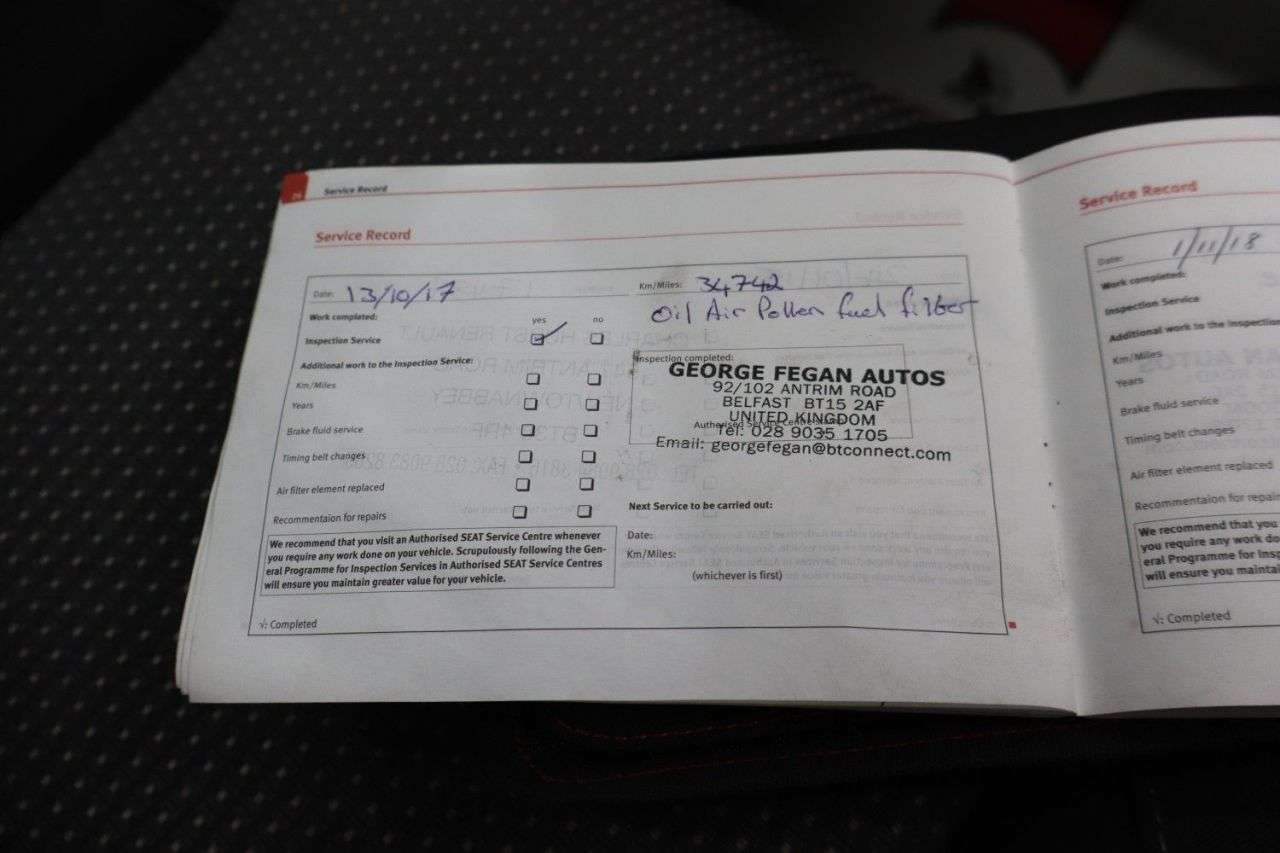 Service Record
Service Record
Date: 13/10/17
Km/Miles: 34,742
Work completed:
yes no
Oil Air Pollen fuel filter
Inspection Service
Additional work to the Inspection Service:
Km/Miles
Years
Brake fluid service
Timing belt changes
Air filter element replaced
Recommentaion for repairs
Inspection completed:
GEORGE FEGAN AUTOS
92/102 ANTRIM ROAD
BELFAST BT15 2AF
UNITED KINGDOM
Authorised Service
Tel: 028 9035 1705
Email: georgefegan@btconnect.com
Next Service to be carried out:
Date:
Km/Miles:
(whichever is first)
We recommend that you visit an Authorised SEAT Service Centre whenever
you require any work done on your vehicle. Scrupulously following the Gen-
eral Programme for Inspection Services in Authorised SEAT Service Centres
will ensure you maintain greater value for your vehicle.
√: Completed
Service Record
Date: 1/11/18
Work completed:
Inspection Service
Additional work to the Inspection
Km/Miles
Years
Brake fluid service
Timing belt changes
Air filter element replaced
Recommentaion for repairs
We recommend that you
you require any work do
eral Programme for Insp
will ensure you maintai
√: Completed